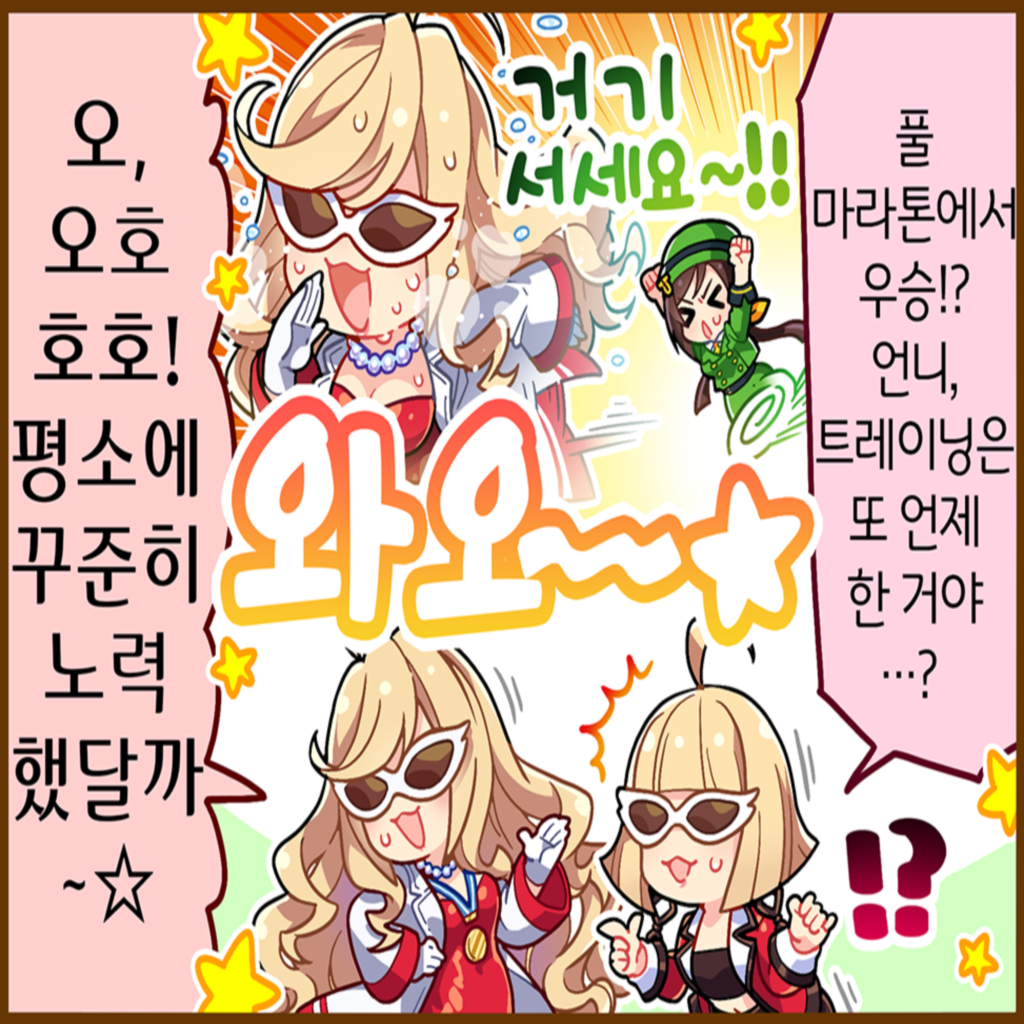 거기
서세요~!!
와오~~★
풀
마라톤에서
우승!?
언니,
트레이닝은
또 언제
한 거야
…?
오,
오호
호호!
평소에
꾸준히
노력
했달까
~☆
!?